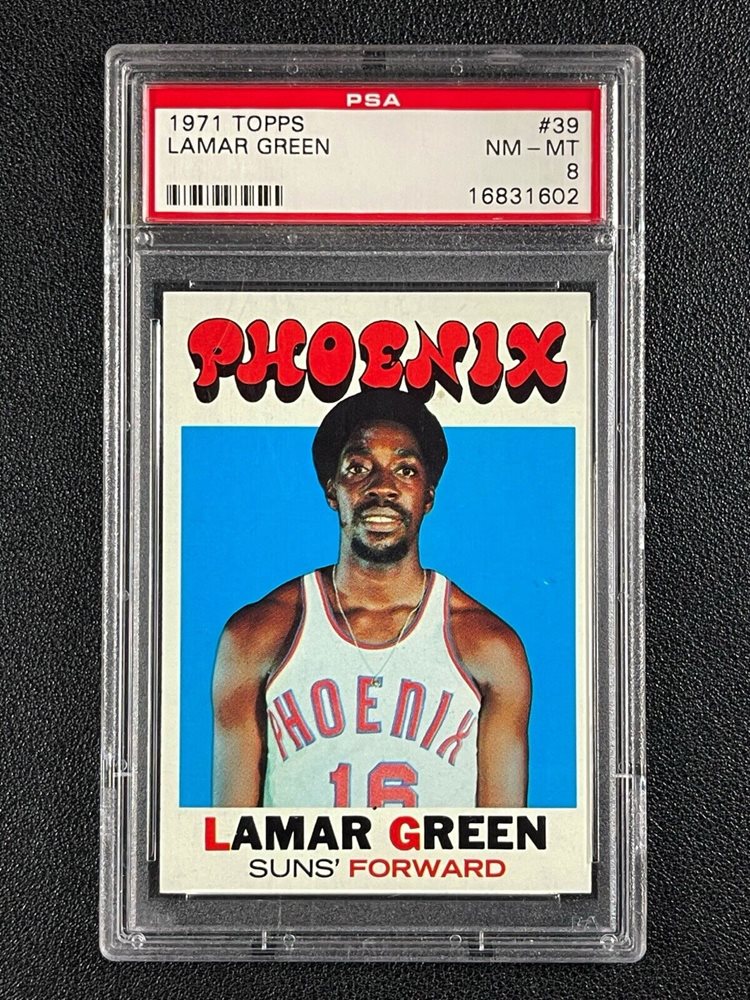 PSA
1971 TOPPS #39
LAMAR GREEN NM - MT
8
16831602
PHOENIX
PHOENIX
16
LAMAR GREEN
SUNS' FORWARD